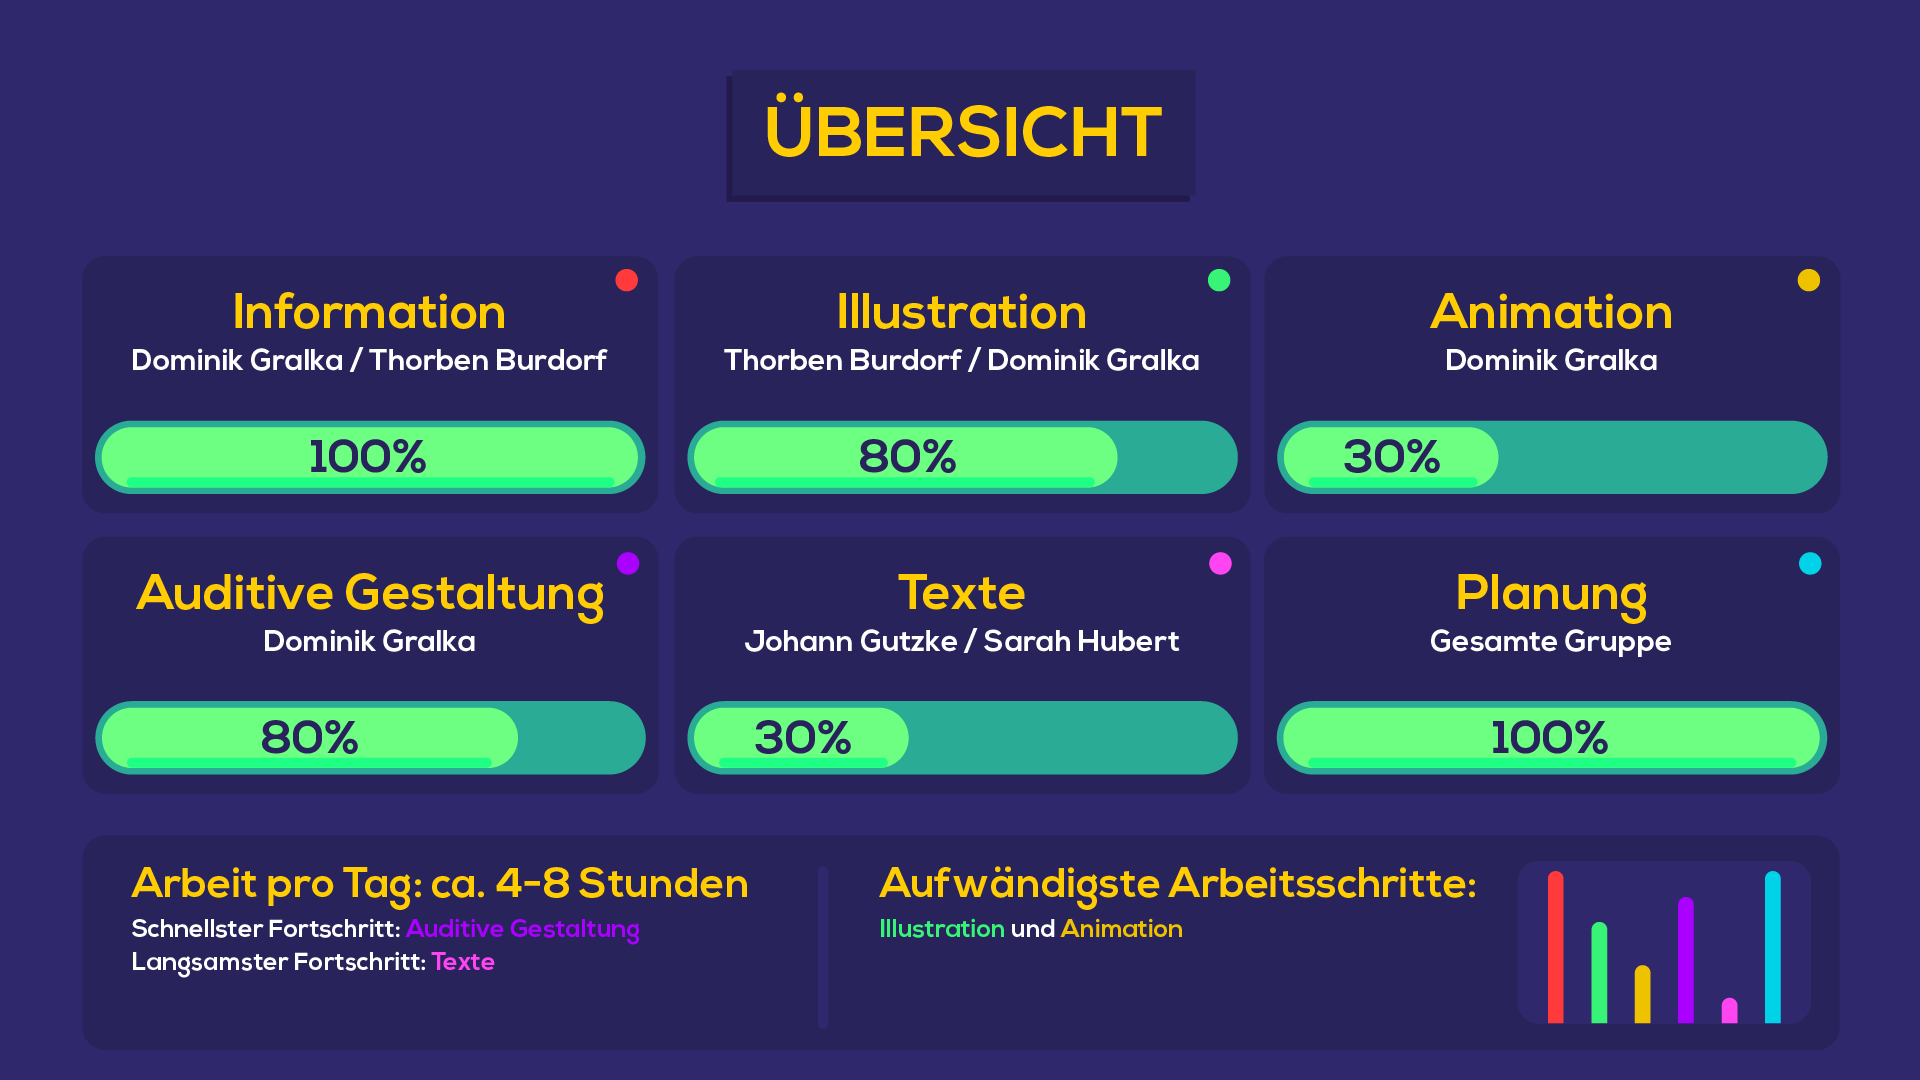 ÜBERSICHT
Information
Dominik Gralka / Thorben Burdorf
100%
Illustration
Thorben Burdorf / Dominik Gralka
80%
Animation
Dominik Gralka
30%
Auditive Gestaltung
Dominik Gralka
80%
Texte
Johann Gutzke / Sarah Hubert
30%
Planung
Gesamte Gruppe
100%
Arbeit pro Tag: ca. 4-8 Stunden
Schnellster Fortschritt: Auditive Gestaltung
Langsamster Fortschritt: Texte
Aufwändigste Arbeitsschritte:
Illustration und Animation